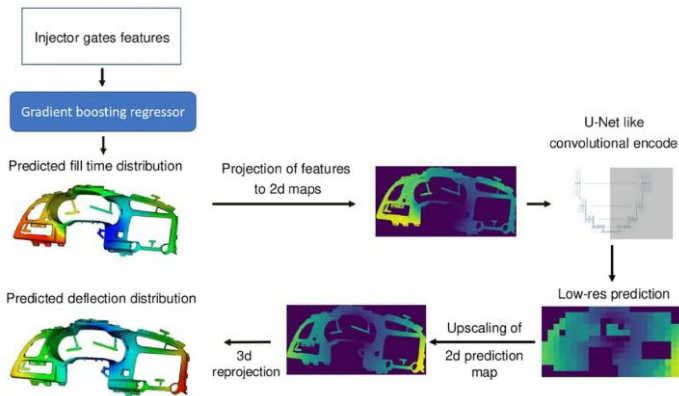 Injector gates features
Gradient boosting regressor
Predicted fill time distribution
Projection of features
to 2d maps
U-Net like
convolutional encoder
Low-res prediction
Upscaling of
2d prediction
map
3d
reprojection
Predicted deflection distribution